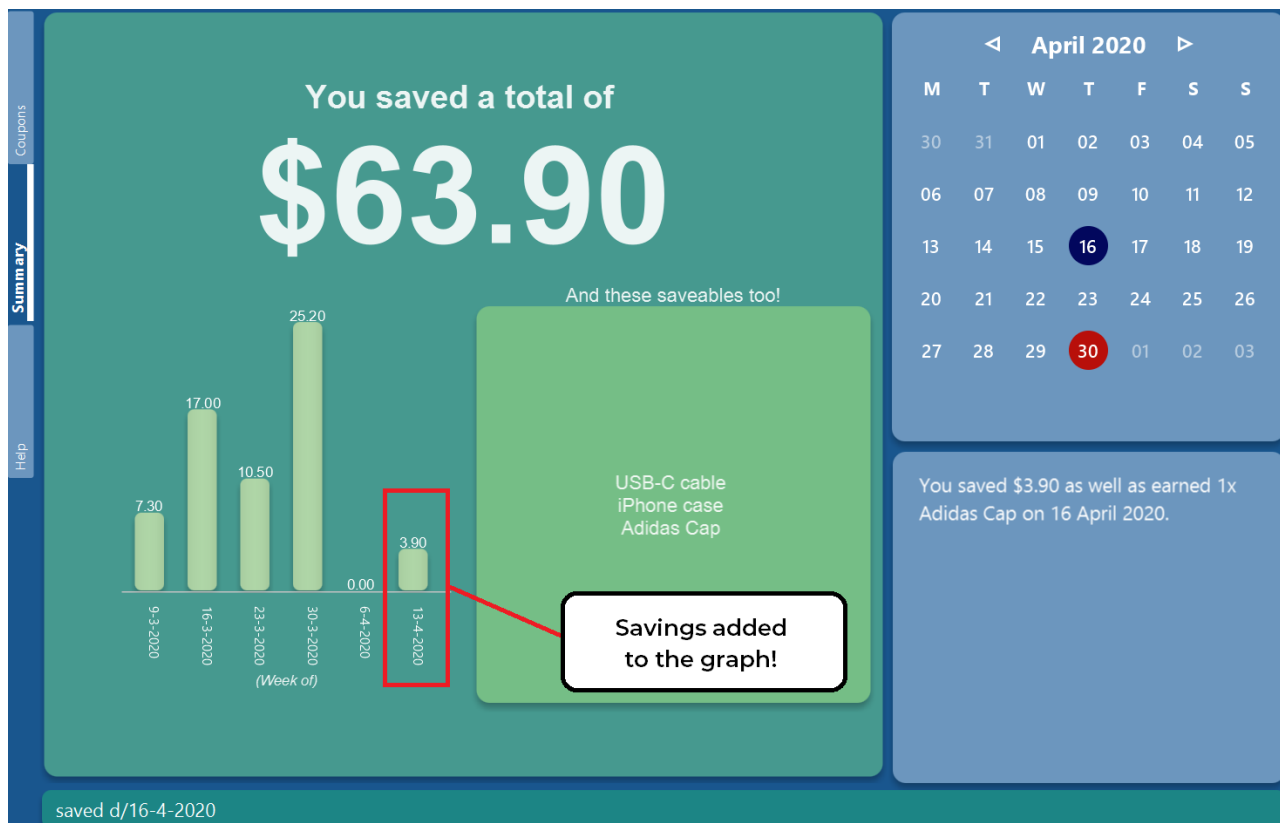 Coupons
Summary
Help
You saved a total of
$63.90
And these saveables too!
7.30
17.00
10.50
25.20
0.00
3.90
9-3-2020
16-3-2020
23-3-2020
30-3-2020
6-4-2020
13-4-2020
(Week of)
USB-C cable
iPhone case
Adidas Cap
Savings added
to the graph!
April 2020
M T W T F S S
30 31 01 02 03 04 05
06 07 08 09 10 11 12
13 14 15 16 17 18 19
20 21 22 23 24 25 26
27 28 29 30 01 02 03
You saved $3.90 as well as earned 1x
Adidas Cap on 16 April 2020.
saved d/16-4-2020